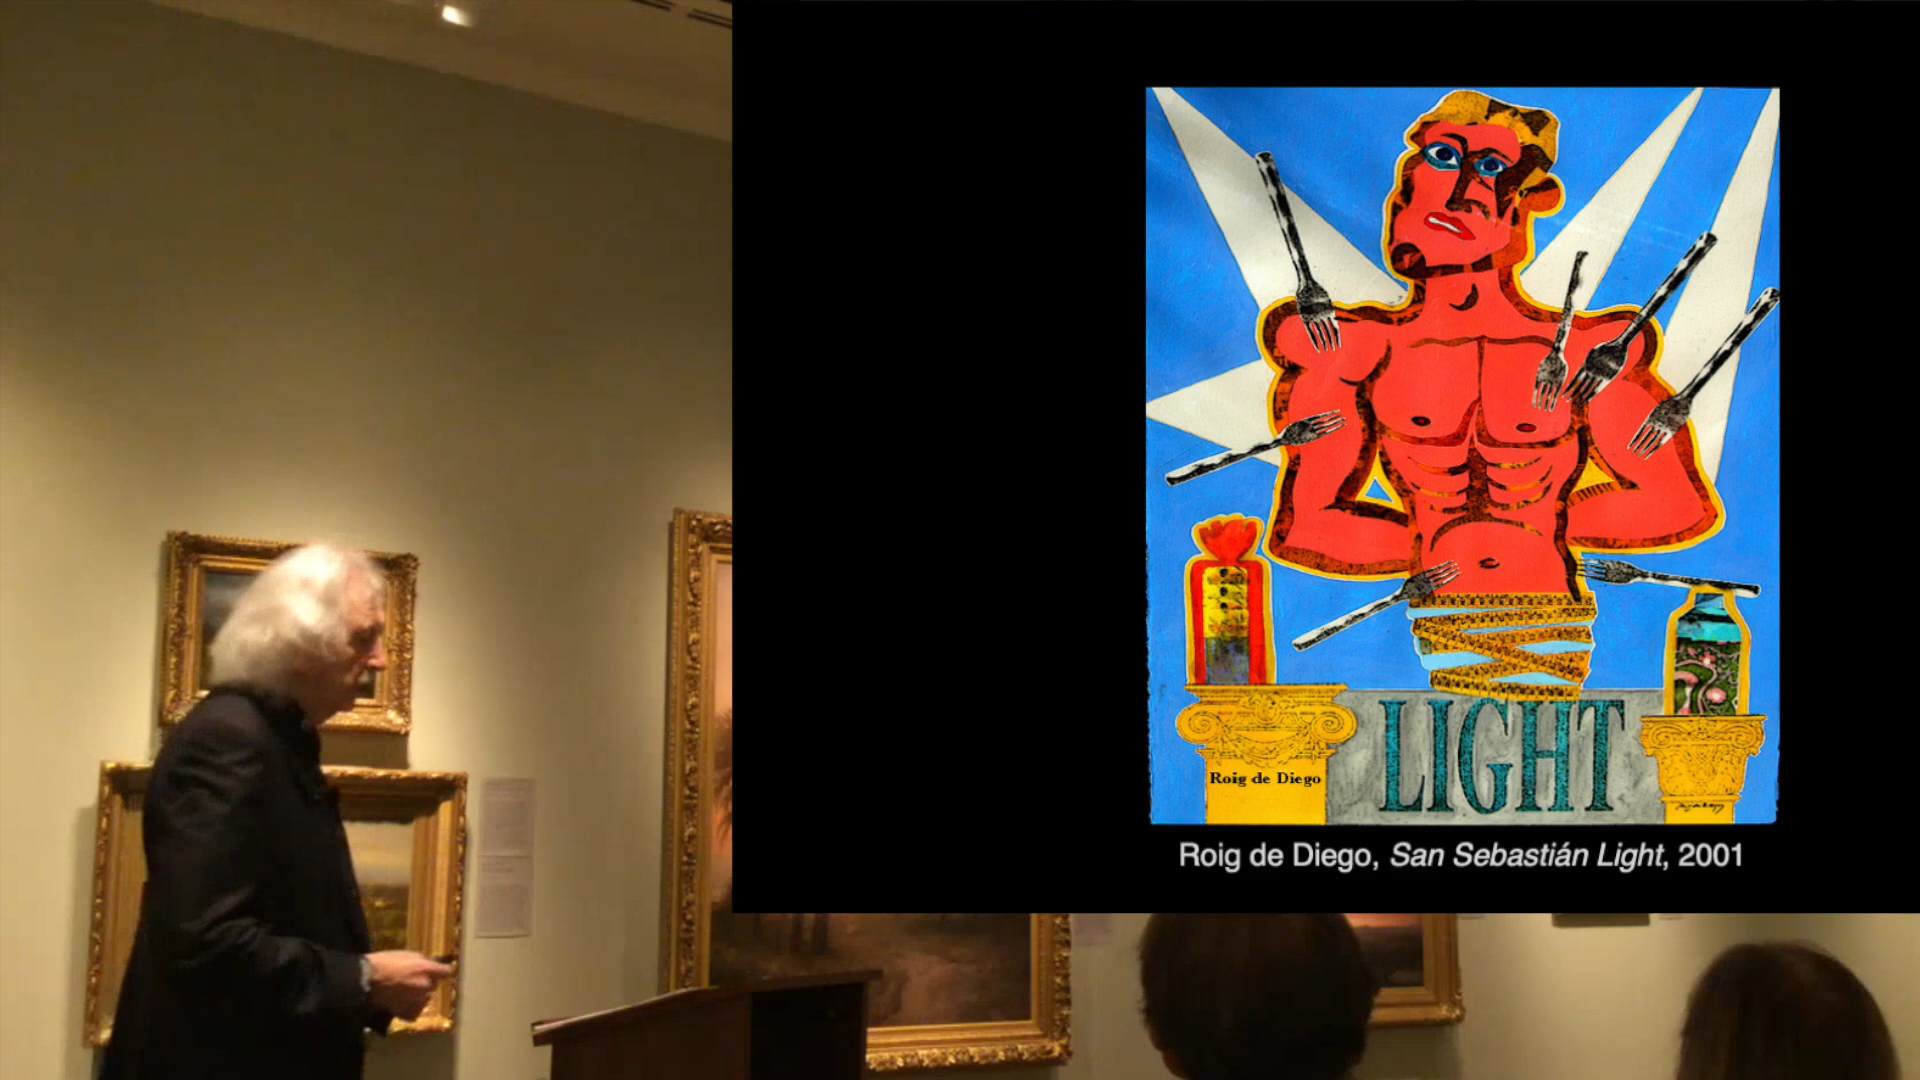 Roig de Diego
LIGHT
Roig de Diego, San Sebastián Light, 2001